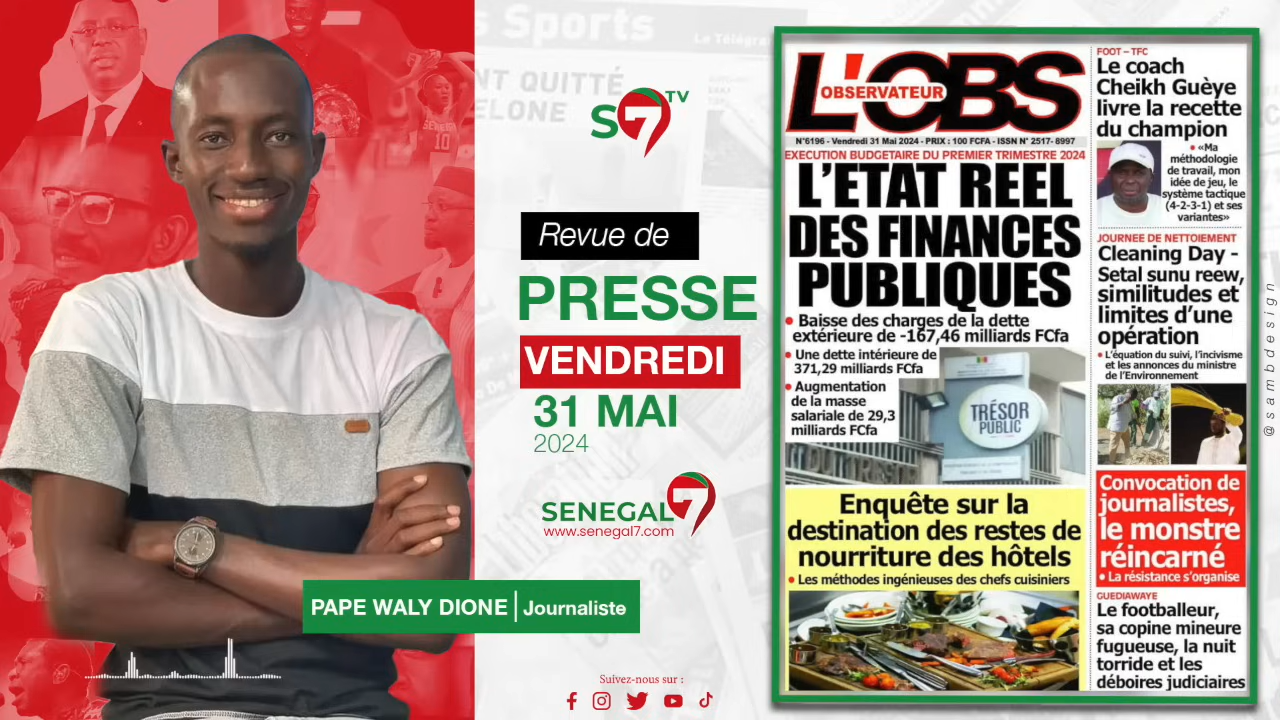 s Sports
Le Télégra
NT QUITTÉ
ELONE
S7 TV
Revue de
PRESSE
VENDREDI
31 MAI
2024
SENEGAL7
www.senegal7.com
PAPE WALY DIONE | Journaliste
Suivez-nous sur :
L'OBS
OBSERVATEUR
N°6196 - Vendredi 31 Mai 2024 - PRIX : 100 FCFA - ISSN N° 2517- 8997
EXECUTION BUDGETAIRE DU PREMIER TRIMESTRE 2024
L'ETAT REEL
DES FINANCES
PUBLIQUES
• Baisse des charges de la dette
extérieure de -167,46 milliards FCfa
• Une dette intérieure de
371,29 milliards FCfa
• Augmentation
de la masse
salariale de 29,3
milliards FCfa
TRÉSOR
PUBLIC
Enquête sur la
destination des restes de
nourriture des hôtels
• Les méthodes ingénieuses des chefs cuisiniers
FOOT – TFC
Le coach
Cheikh Guèye
livre la recette
du champion
• «Ma
méthodologie
de travail, mon
idée de jeu, le
système tactique
(4-2-3-1) et ses
variantes»
JOURNEE DE NETTOIEMENT
Cleaning Day -
Setal sunu reew,
similitudes et
limites d'une
opération
• L'équation du suivi, l'incivisme
et les annonces du ministre
de l'Environnement
Convocation de
journalistes,
le monstre
réincarné
• La résistance s'organise
GUEDIAWAYE
Le footballeur,
sa copine mineure
fugueuse, la nuit
torride et les
déboires judiciaires
@sambdesign
SENEGAL
10